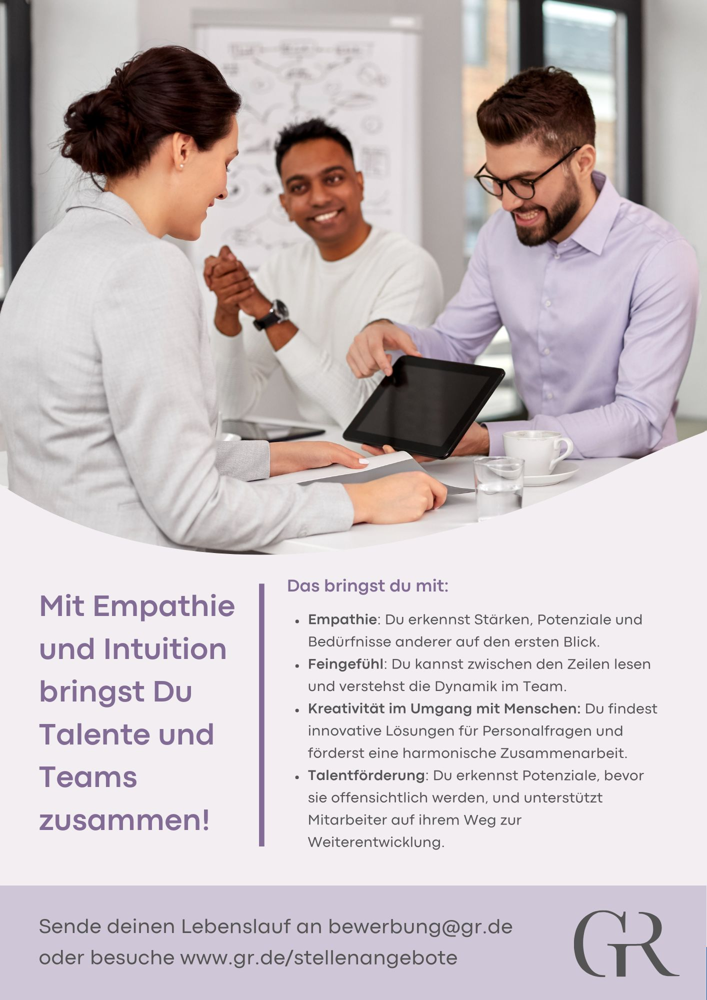 Mit Empathie
und Intuition
bringst Du
Talente und
Teams
zusammen!
Das bringst du mit:
• Empathie: Du erkennst Stärken, Potenziale und
Bedürfnisse anderer auf den ersten Blick.
• Feingefühl: Du kannst zwischen den Zeilen lesen
und verstehst die Dynamik im Team.
• Kreativität im Umgang mit Menschen: Du findest
innovative Lösungen für Personalfragen und
förderst eine harmonische Zusammenarbeit.
• Talentförderung: Du erkennst Potenziale, bevor
sie offensichtlich werden, und unterstützt
Mitarbeiter auf ihrem Weg zur
Weiterentwicklung.
Sende deinen Lebenslauf an bewerbung@gr.de
oder besuche www.gr.de/stellenangebote
GR